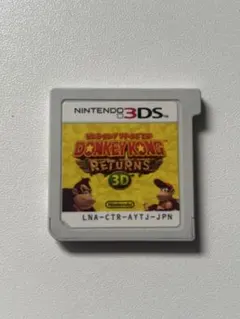 NINTENDO 3DS
DONKEY KONG
RETURNS
3D
Nintendo
LNA-CTR-AYTJ-JPN